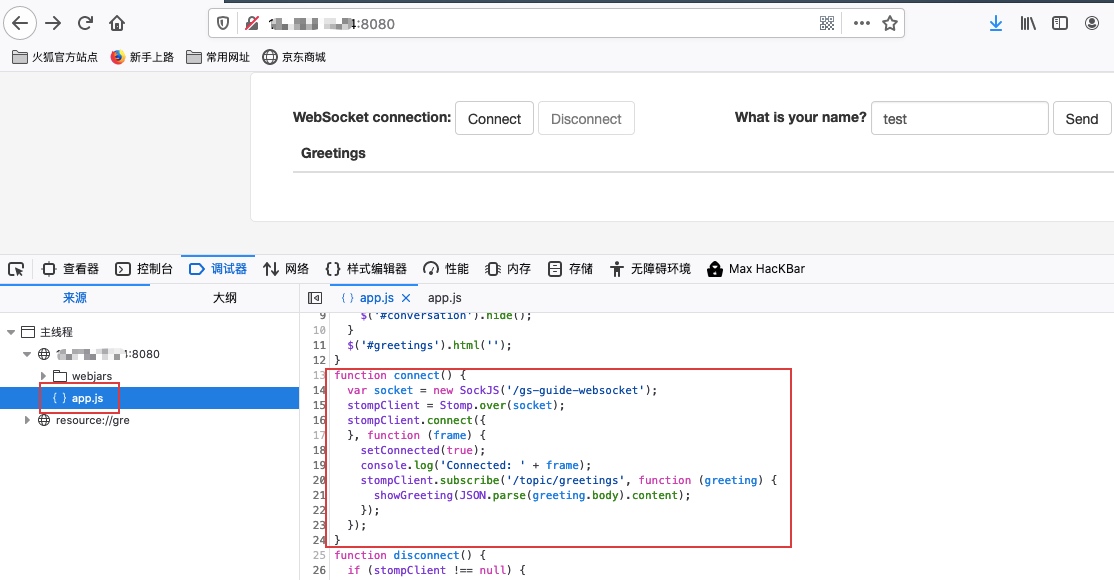 :8080
火狐官方站点 新手上路 常用网址 京东商城
WebSocket connection: Connect Disconnect What is your name? test Send
Greetings
查看器 控制台 调试器 网络 样式编辑器 性能 内存 存储 无障碍环境 Max HacKBar
来源 大纲 { } app.js × app.js
主线程
:8080
webjars
{ } app.js
resource://gre
9 $('#conversation').hide();
10 }
11 $('#greetings').html('');
12 }
13 function connect() {
14 var socket = new SockJS('/gs-guide-websocket');
15 stompClient = Stomp.over(socket);
16 stompClient.connect({
17 }, function (frame) {
18 setConnected(true);
19 console.log('Connected: ' + frame);
20 stompClient.subscribe('/topic/greetings', function (greeting) {
21 showGreeting(JSON.parse(greeting.body).content);
22 });
23 });
24 }
25 function disconnect() {
26 if (stompClient !== null) {